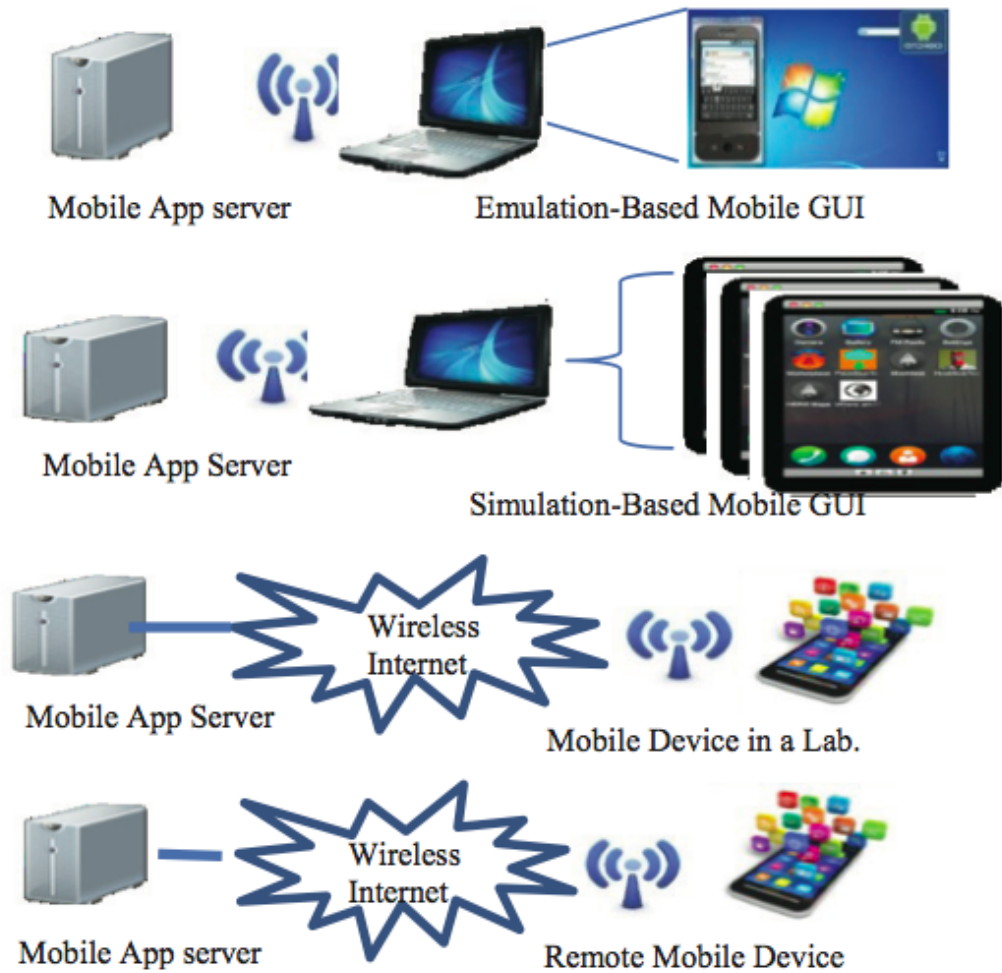 Mobile App server
Emulation-Based Mobile GUI
Mobile App Server
Simulation-Based Mobile GUI
Wireless
Internet
Mobile App Server
Mobile Device in a Lab.
Wireless
Internet
Mobile App server
Remote Mobile Device